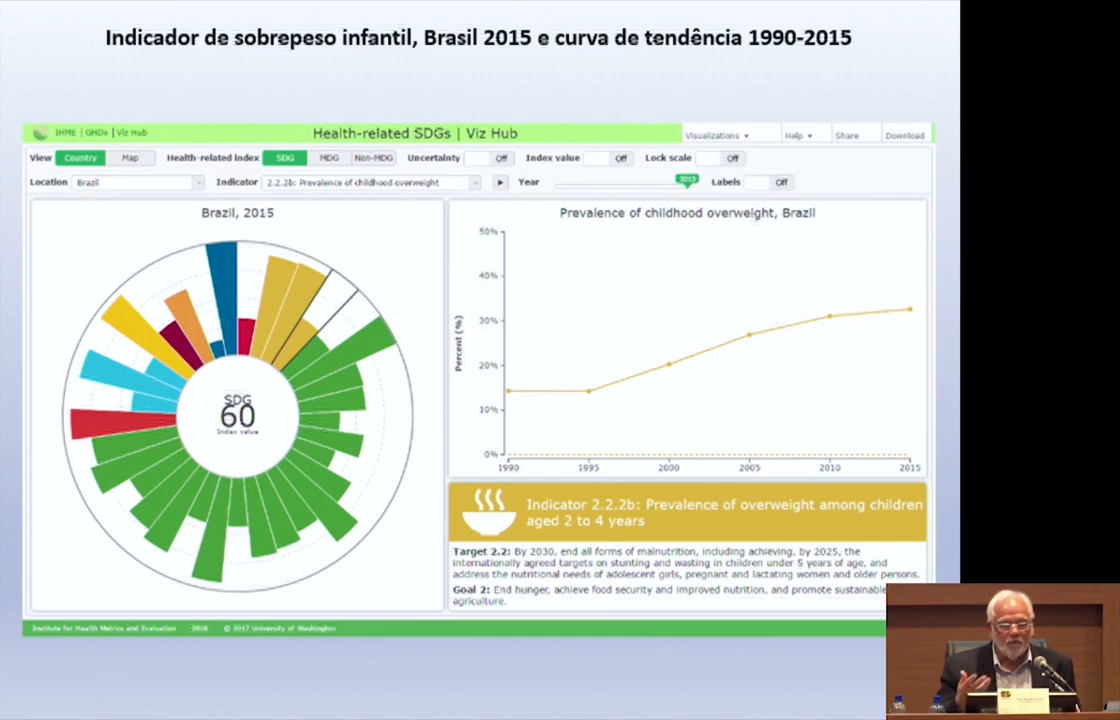 Indicador de sobrepeso infantil, Brasil 2015 e curva de tendência 1990-2015
IHME | GHDx | Viz Hub
Health-related SDGs | Viz Hub
Visualizations
Help
Share
Download
View Country Map
Health-related index SDG MDG Non-MDG
Uncertainty Off
Index value Off
Lock scale Off
Location Brazil
Indicator 2.2.2b: Prevalence of childhood overweight
Year 2015
Labels Off
Brazil, 2015
SDG
60
Index value
Prevalence of childhood overweight, Brazil
Percent (%)
50%
40%
30%
20%
10%
0%
1990 1995 2000 2005 2010 2015
Indicator 2.2.2b: Prevalence of overweight among children
aged 2 to 4 years
Target 2.2: By 2030, end all forms of malnutrition, including achieving, by 2025, the
internationally agreed targets on stunting and wasting in children under 5 years of age, and
address the nutritional needs of adolescent girls, pregnant and lactating women and older persons.
Goal 2: End hunger, achieve food security and improved nutrition, and promote sustainable
agriculture.
Institute for Health Metrics and Evaluation 2016 © 2017 University of Washington